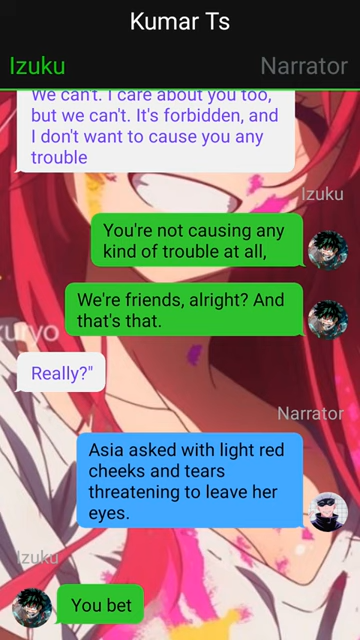 Kumar Ts
Izuku Narrator
We can't. I care about you too,
but we can't. It's forbidden, and
I don't want to cause you any
trouble
Izuku
You're not causing any
kind of trouble at all,
We're friends, alright? And
that's that.
kuryo
Really?"
Narrator
Asia asked with light red
cheeks and tears
threatening to leave her
eyes.
Izuku
You bet